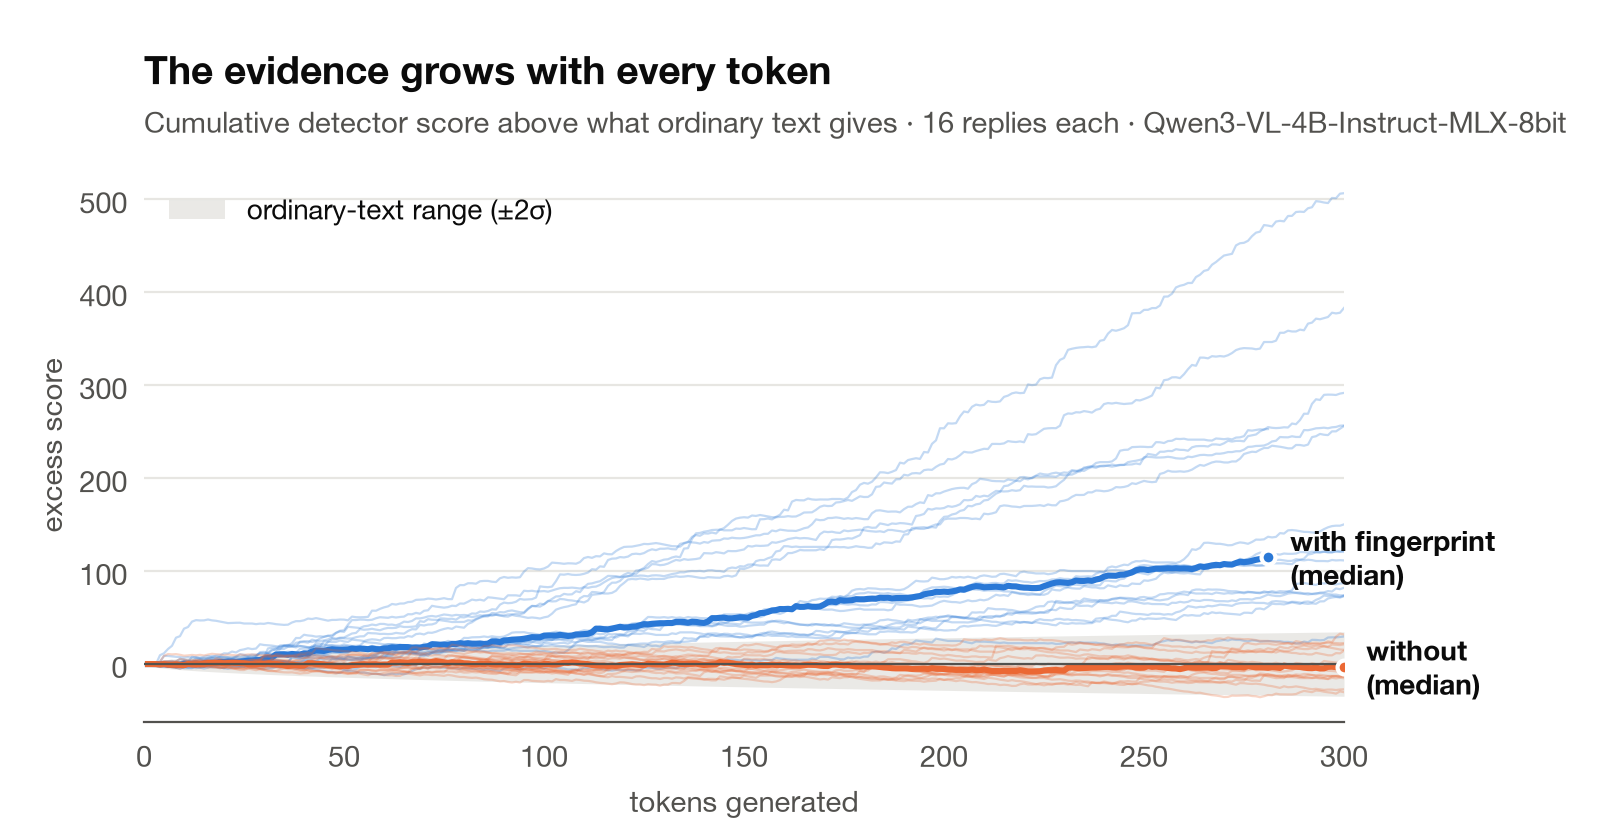 The evidence grows with every token
Cumulative detector score above what ordinary text gives · 16 replies each · Qwen3-VL-4B-Instruct-MLX-8bit
500
ordinary-text range (±2σ)
400
300
200
100
0
excess score
with fingerprint
(median)
without
(median)
0 50 100 150 200 250 300
tokens generated